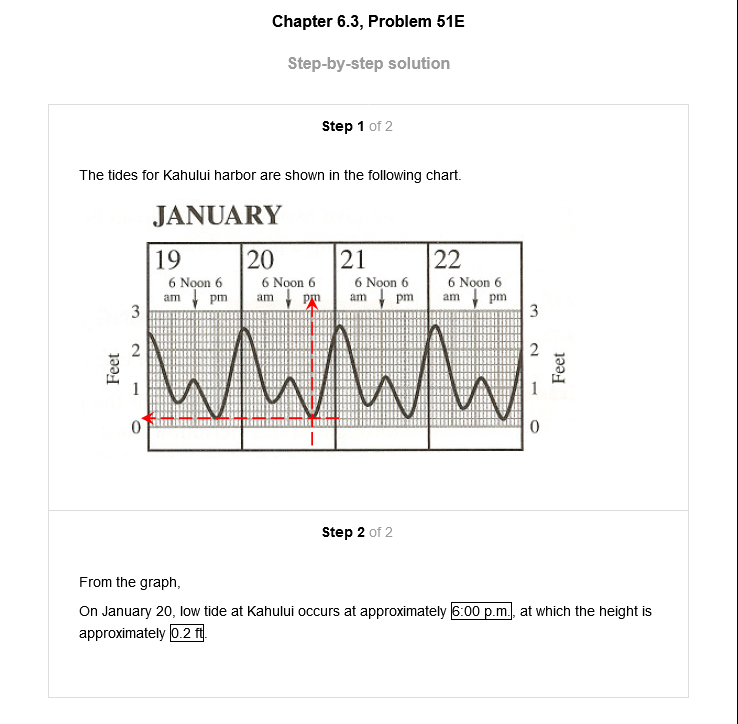 Chapter 6.3, Problem 51E
Step-by-step solution
Step 1 of 2
The tides for Kahului harbor are shown in the following chart.
JANUARY
19 20 21 22
6 Noon 6 6 Noon 6 6 Noon 6 6 Noon 6
am pm am pm am pm am pm
3 3
2 2
Feet Feet
1 1
0 0
Step 2 of 2
From the graph,
On January 20, low tide at Kahului occurs at approximately 6:00 p.m., at which the height is
approximately 0.2 ft.